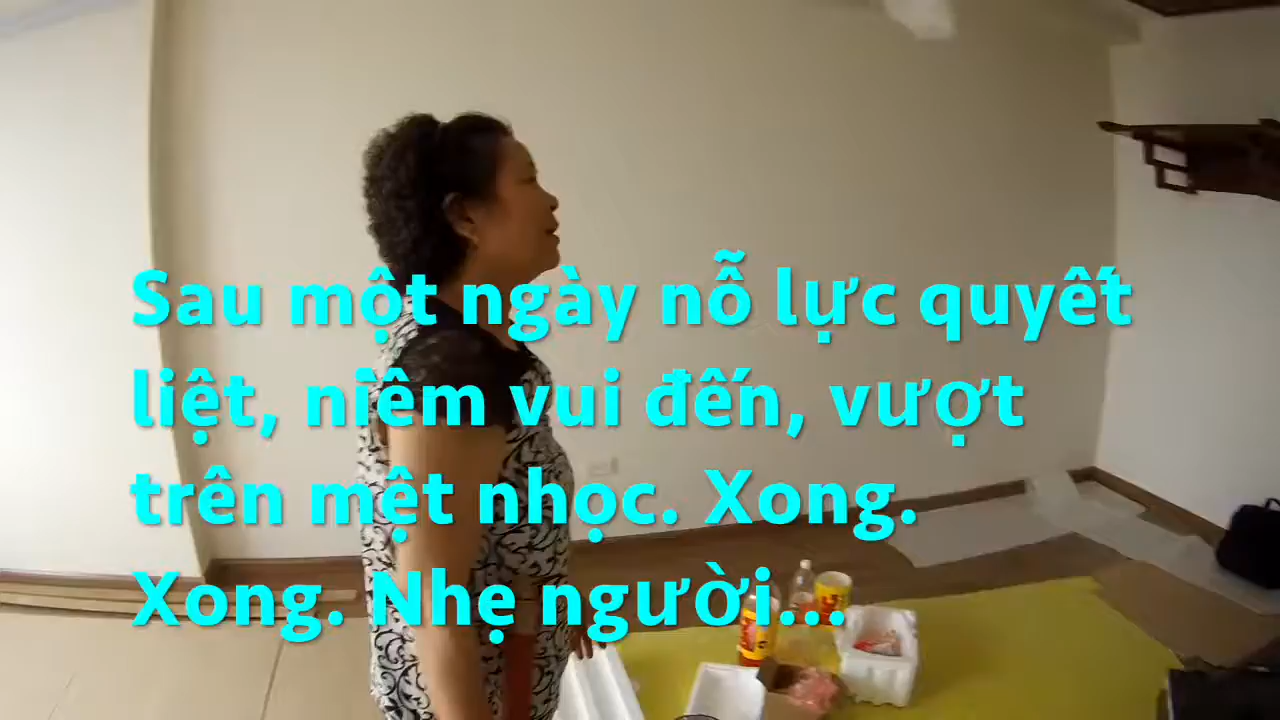 Sau một ngày nỗ lực quyết
liệt, niềm vui đến, vượt
trên mệt nhọc. Xong.
Xong. Nhẹ người...